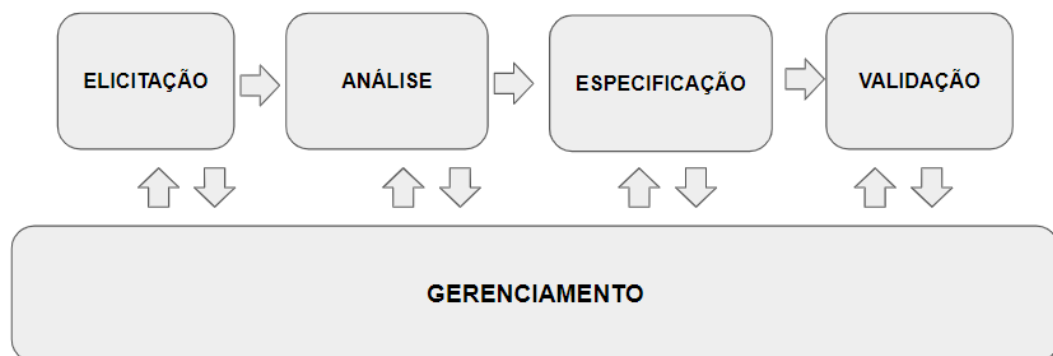 ELICITAÇÃO
ANÁLISE
ESPECIFICAÇÃO
VALIDAÇÃO
GERENCIAMENTO